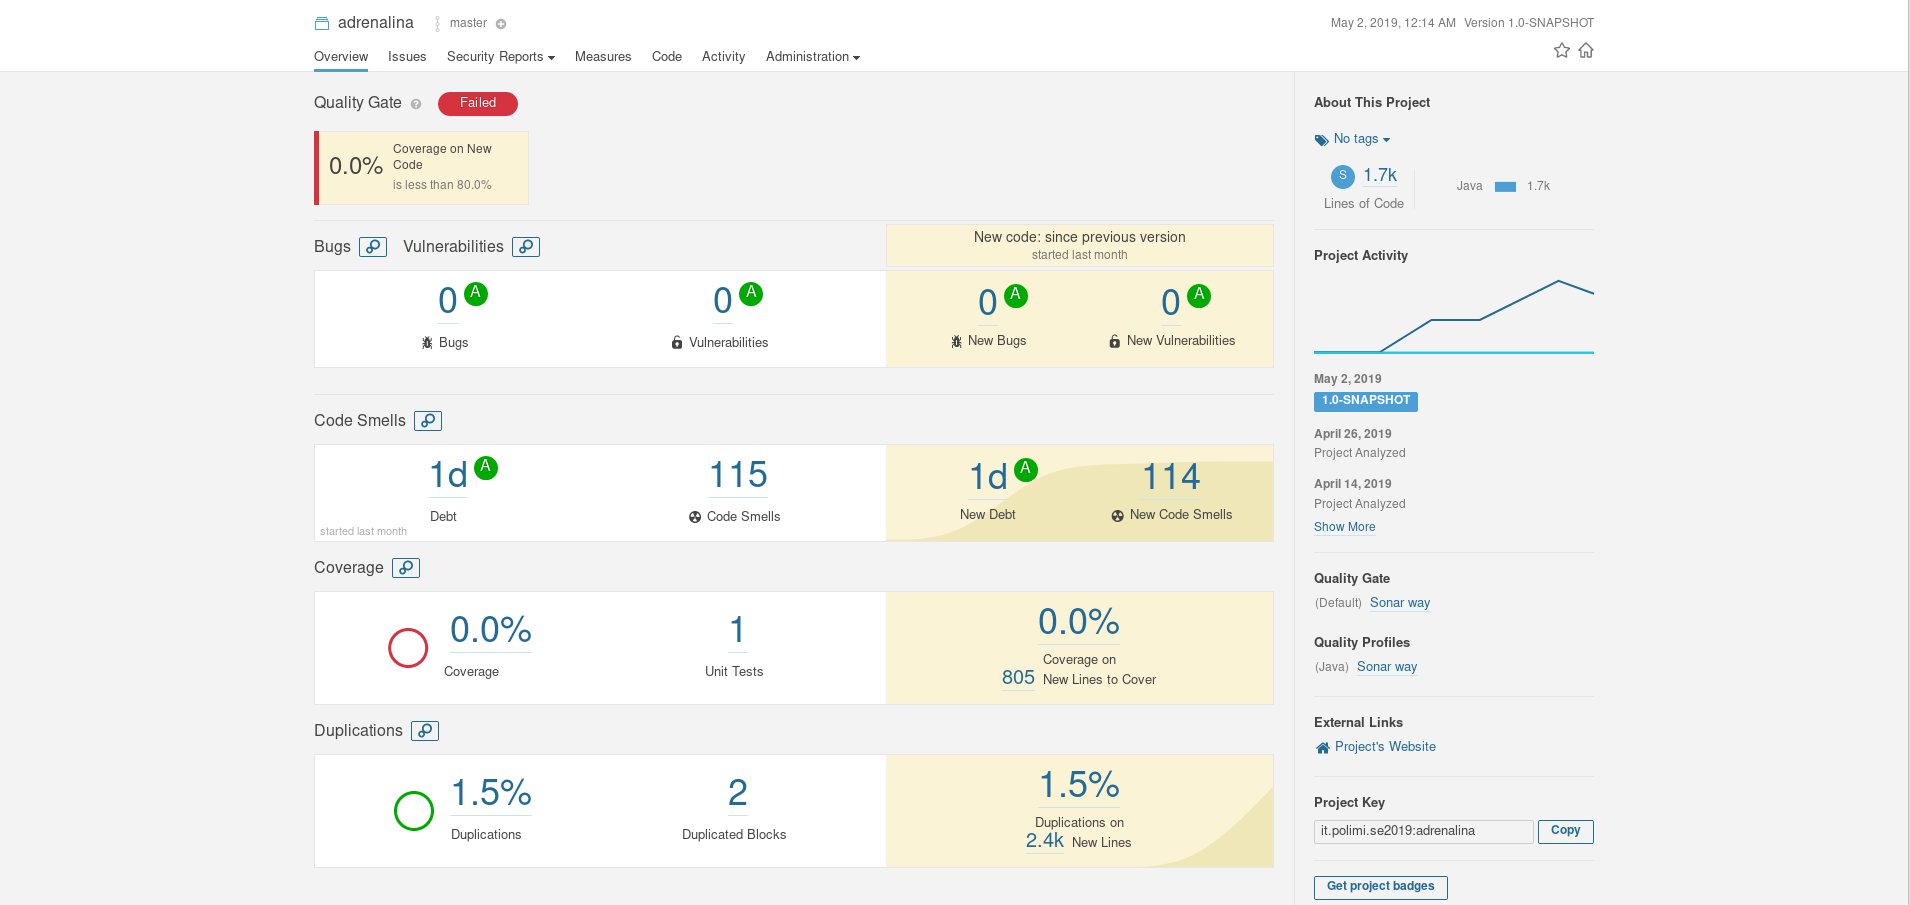 adrenalina master May 2, 2019, 12:14 AM Version 1.0-SNAPSHOT
Overview Issues Security Reports Measures Code Activity Administration
Quality Gate ? Failed
0.0% Coverage on New
Code
is less than 80.0%
Bugs Vulnerabilities
New code: since previous version
started last month
0 A 0 A 0 A 0 A
Bugs Vulnerabilities New Bugs New Vulnerabilities
Code Smells
1d A 115 1d A 114
Debt Code Smells New Debt New Code Smells
started last month
Coverage
0.0% 1 0.0%
Coverage Unit Tests
Coverage on
805 New Lines to Cover
Duplications
1.5% 2 1.5%
Duplications Duplicated Blocks
Duplications on
2.4k New Lines
About This Project
No tags
S 1.7k Java 1.7k
Lines of Code
Project Activity
May 2, 2019
1.0-SNAPSHOT
April 26, 2019
Project Analyzed
April 14, 2019
Project Analyzed
Show More
Quality Gate
(Default) Sonar way
Quality Profiles
(Java) Sonar way
External Links
Project's Website
Project Key
it.polimi.se2019:adrenalina Copy
Get project badges